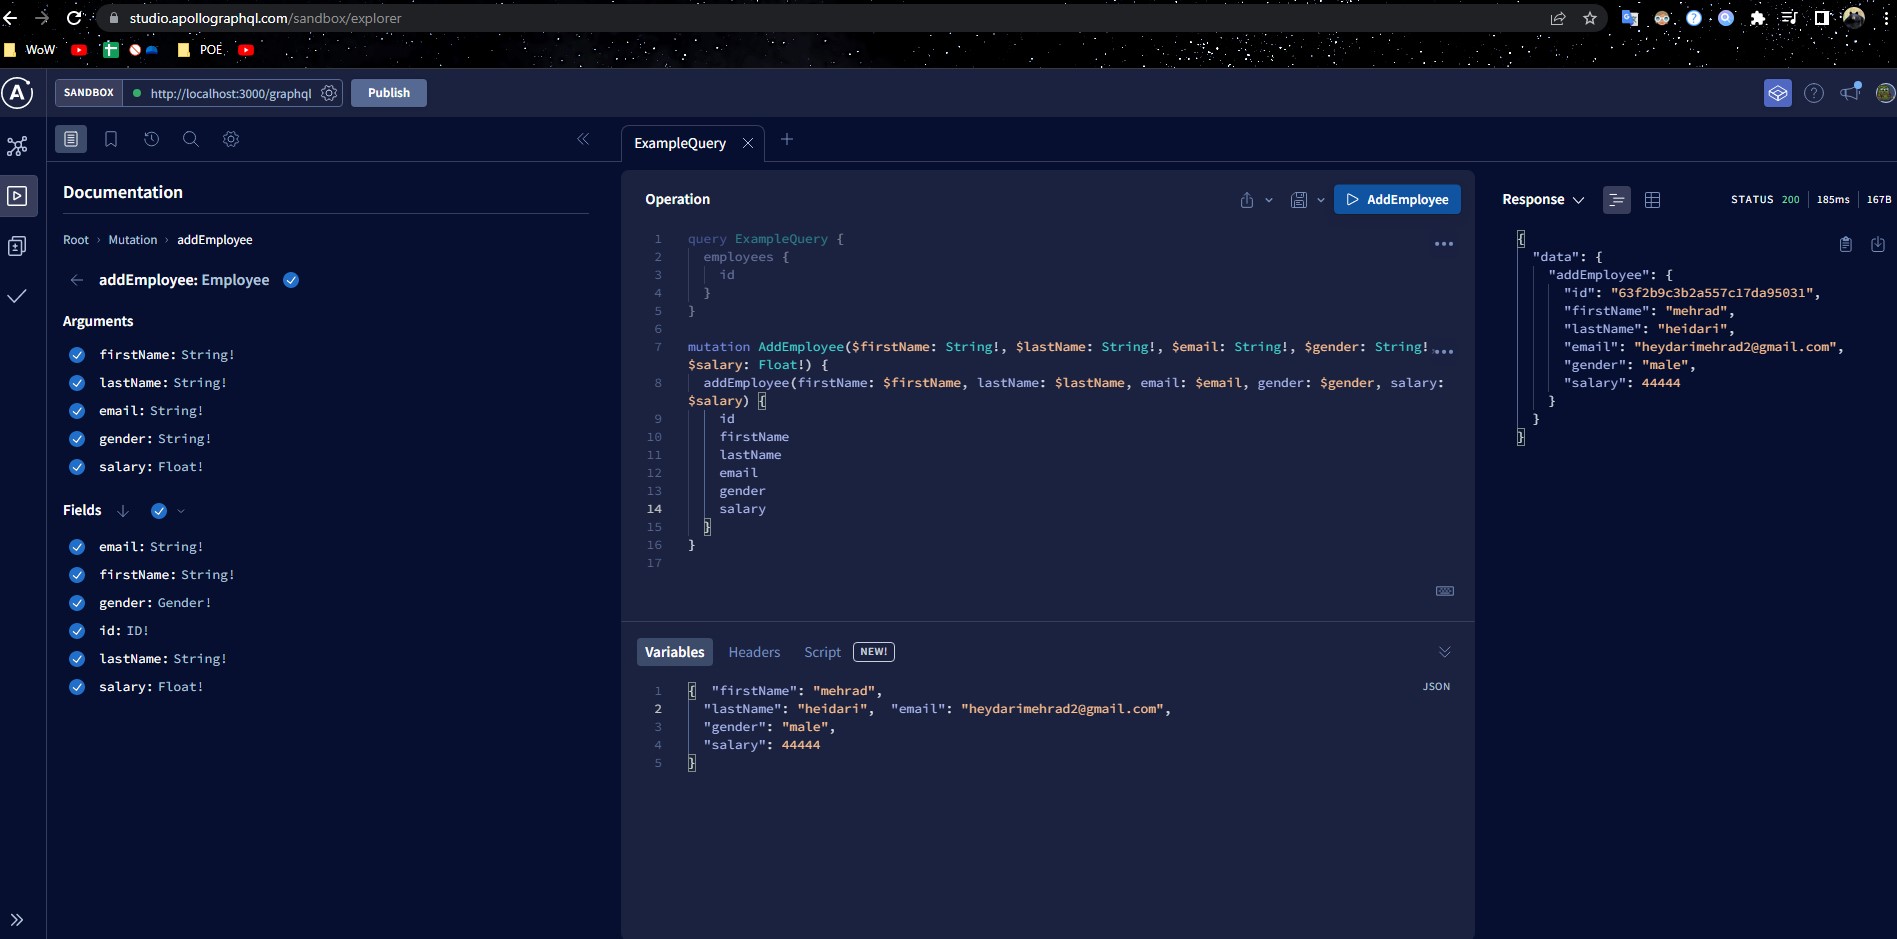 studio.apollographql.com/sandbox/explorer
WoW
POE
SANDBOX http://localhost:3000/graphql Publish
Documentation
Root › Mutation › addEmployee
addEmployee: Employee
Arguments
firstName: String!
lastName: String!
email: String!
gender: String!
salary: Float!
Fields
email: String!
firstName: String!
gender: Gender!
id: ID!
lastName: String!
salary: Float!
ExampleQuery
Operation
AddEmployee
1 query ExampleQuery {
2 employees {
3 id
4 }
5 }
6
7 mutation AddEmployee($firstName: String!, $lastName: String!, $email: String!, $gender: String!,
$salary: Float!) {
8 addEmployee(firstName: $firstName, lastName: $lastName, email: $email, gender: $gender, salary:
$salary) {
9 id
10 firstName
11 lastName
12 email
13 gender
14 salary
15 }
16 }
17
Variables Headers Script NEW!
JSON
1 { "firstName": "mehrad",
2 "lastName": "heidari", "email": "heydarimehrad2@gmail.com",
3 "gender": "male",
4 "salary": 44444
5 }
Response STATUS 200 185ms 167B
{
"data": {
"addEmployee": {
"id": "63f2b9c3b2a557c17da95031",
"firstName": "mehrad",
"lastName": "heidari",
"email": "heydarimehrad2@gmail.com",
"gender": "male",
"salary": 44444
}
}
}